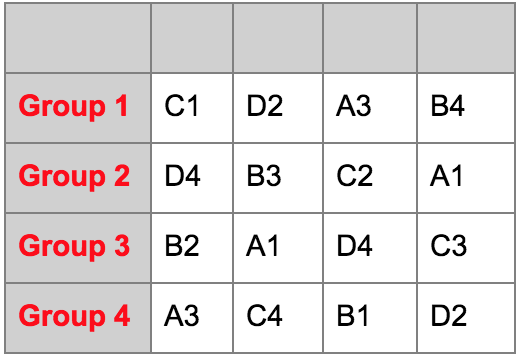 Group 1 C1 D2 A3 B4
Group 2 D4 B3 C2 A1
Group 3 B2 A1 D4 C3
Group 4 A3 C4 B1 D2